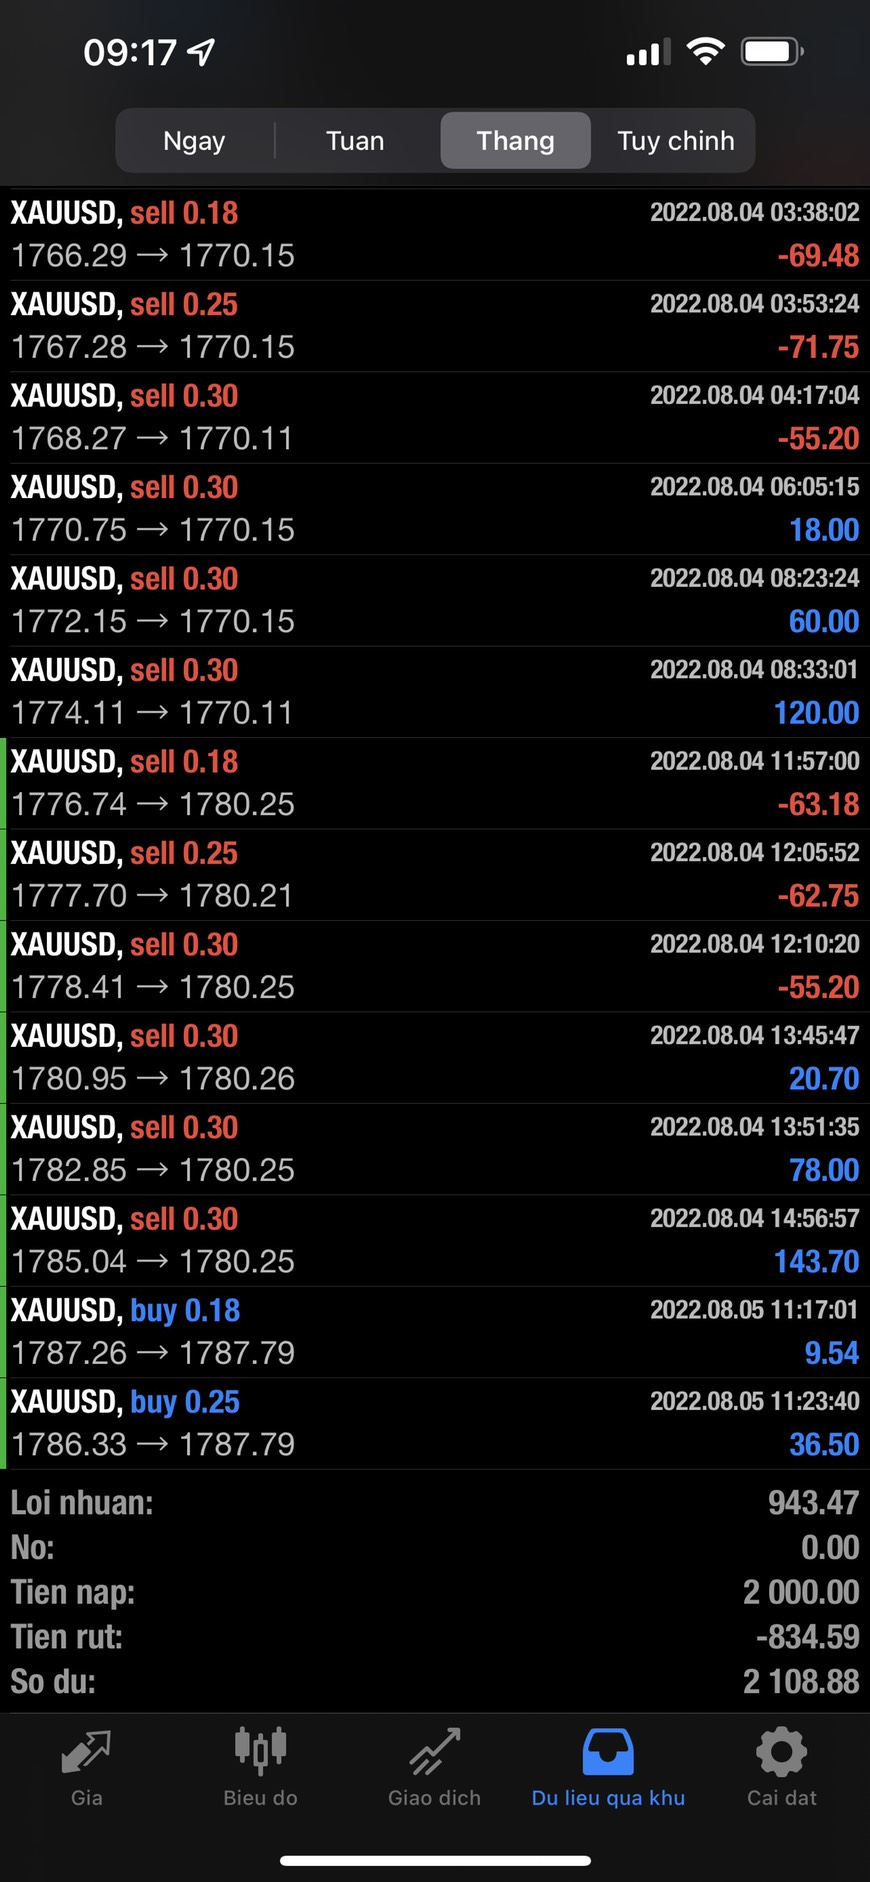 09:17
Ngay Tuan Thang Tuy chinh
XAUUSD, sell 0.18 2022.08.04 03:38:02
1766.29 → 1770.15 -69.48
XAUUSD, sell 0.25 2022.08.04 03:53:24
1767.28 → 1770.15 -71.75
XAUUSD, sell 0.30 2022.08.04 04:17:04
1768.27 → 1770.11 -55.20
XAUUSD, sell 0.30 2022.08.04 06:05:15
1770.75 → 1770.15 18.00
XAUUSD, sell 0.30 2022.08.04 08:23:24
1772.15 → 1770.15 60.00
XAUUSD, sell 0.30 2022.08.04 08:33:01
1774.11 → 1770.11 120.00
XAUUSD, sell 0.18 2022.08.04 11:57:00
1776.74 → 1780.25 -63.18
XAUUSD, sell 0.25 2022.08.04 12:05:52
1777.70 → 1780.21 -62.75
XAUUSD, sell 0.30 2022.08.04 12:10:20
1778.41 → 1780.25 -55.20
XAUUSD, sell 0.30 2022.08.04 13:45:47
1780.95 → 1780.26 20.70
XAUUSD, sell 0.30 2022.08.04 13:51:35
1782.85 → 1780.25 78.00
XAUUSD, sell 0.30 2022.08.04 14:56:57
1785.04 → 1780.25 143.70
XAUUSD, buy 0.18 2022.08.05 11:17:01
1787.26 → 1787.79 9.54
XAUUSD, buy 0.25 2022.08.05 11:23:40
1786.33 → 1787.79 36.50
Loi nhuan: 943.47
No: 0.00
Tien nap: 2 000.00
Tien rut: -834.59
So du: 2 108.88
Gia Bieu do Giao dich Du lieu qua khu Cai dat